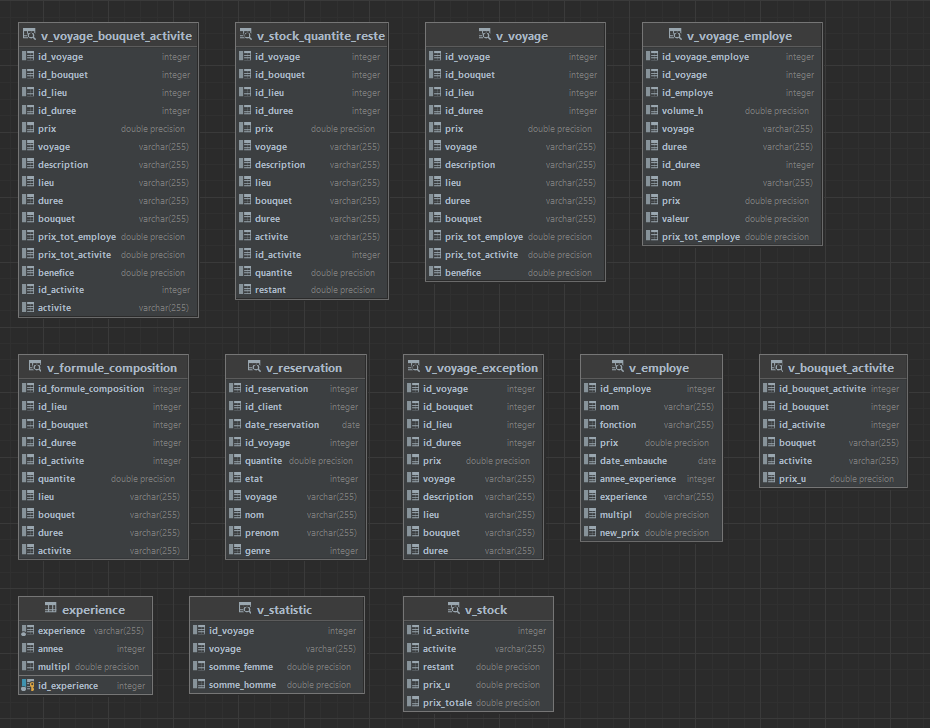 v_voyage_bouquet_activite
id_voyage integer
id_bouquet integer
id_lieu integer
id_duree integer
prix double precision
voyage varchar(255)
description varchar(255)
lieu varchar(255)
duree varchar(255)
bouquet varchar(255)
prix_tot_employe double precision
prix_tot_activite double precision
benefice double precision
id_activite integer
activite varchar(255)
v_stock_quantite_reste
id_voyage integer
id_bouquet integer
id_lieu integer
id_duree integer
prix double precision
voyage varchar(255)
description varchar(255)
lieu varchar(255)
bouquet varchar(255)
duree varchar(255)
activite varchar(255)
id_activite integer
quantite double precision
restant double precision
v_voyage
id_voyage integer
id_bouquet integer
id_lieu integer
id_duree integer
prix double precision
voyage varchar(255)
description varchar(255)
lieu varchar(255)
duree varchar(255)
bouquet varchar(255)
prix_tot_employe double precision
prix_tot_activite double precision
benefice double precision
v_voyage_employe
id_voyage_employe integer
id_voyage integer
id_employe integer
volume_h double precision
voyage varchar(255)
duree varchar(255)
id_duree integer
nom varchar(255)
prix double precision
valeur double precision
prix_tot_employe double precision
v_formule_composition
id_formule_composition integer
id_lieu integer
id_bouquet integer
id_duree integer
id_activite integer
quantite double precision
lieu varchar(255)
bouquet varchar(255)
duree varchar(255)
activite varchar(255)
v_reservation
id_reservation integer
id_client integer
date_reservation date
id_voyage integer
quantite double precision
etat integer
voyage varchar(255)
nom varchar(255)
prenom varchar(255)
genre integer
v_voyage_exception
id_voyage integer
id_bouquet integer
id_lieu integer
id_duree integer
prix double precision
voyage varchar(255)
description varchar(255)
lieu varchar(255)
bouquet varchar(255)
duree varchar(255)
v_employe
id_employe integer
nom varchar(255)
fonction varchar(255)
prix double precision
date_embauche date
annee_experience integer
experience varchar(255)
multipl double precision
new_prix double precision
v_bouquet_activite
id_bouquet_activite integer
id_bouquet integer
id_activite integer
bouquet varchar(255)
activite varchar(255)
prix_u double precision
experience
experience varchar(255)
annee integer
multipl double precision
id_experience integer
v_statistic
id_voyage integer
voyage varchar(255)
somme_femme double precision
somme_homme double precision
v_stock
id_activite integer
activite varchar(255)
restant double precision
prix_u double precision
prix_totale double precision